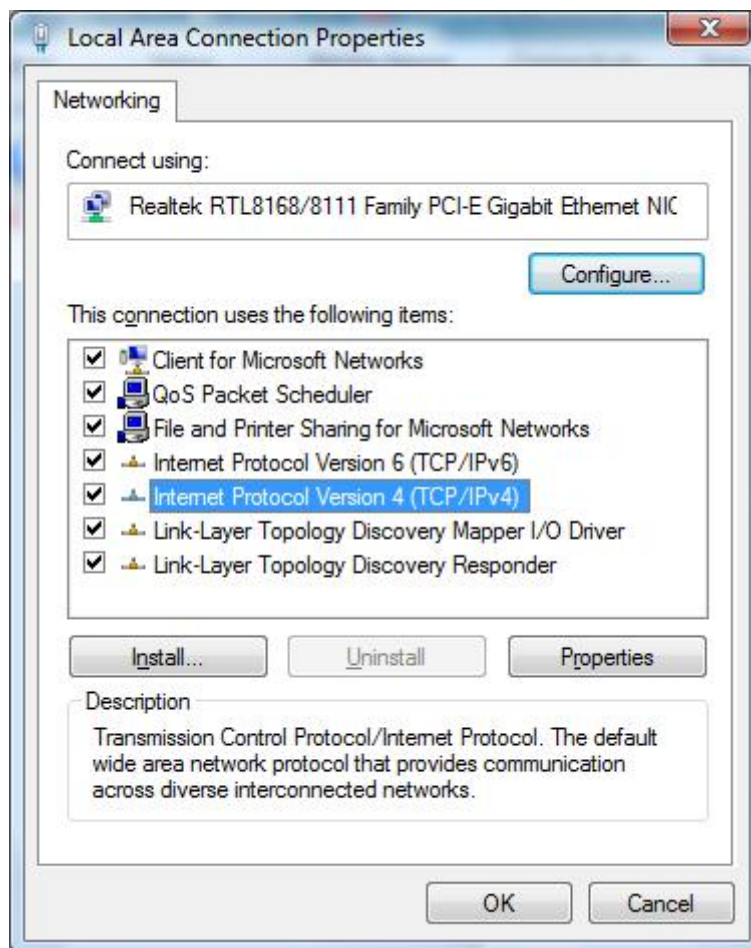 Local Area Connection Properties
Networking
Connect using:
Realtek RTL8168/8111 Family PCI-E Gigabit Ethernet NIC
Configure...
This connection uses the following items:
Client for Microsoft Networks
QoS Packet Scheduler
File and Printer Sharing for Microsoft Networks
Internet Protocol Version 6 (TCP/IPv6)
Internet Protocol Version 4 (TCP/IPv4)
Link-Layer Topology Discovery Mapper I/O Driver
Link-Layer Topology Discovery Responder
Install... Uninstall Properties
Description
Transmission Control Protocol/Internet Protocol. The default
wide area network protocol that provides communication
across diverse interconnected networks.
OK Cancel